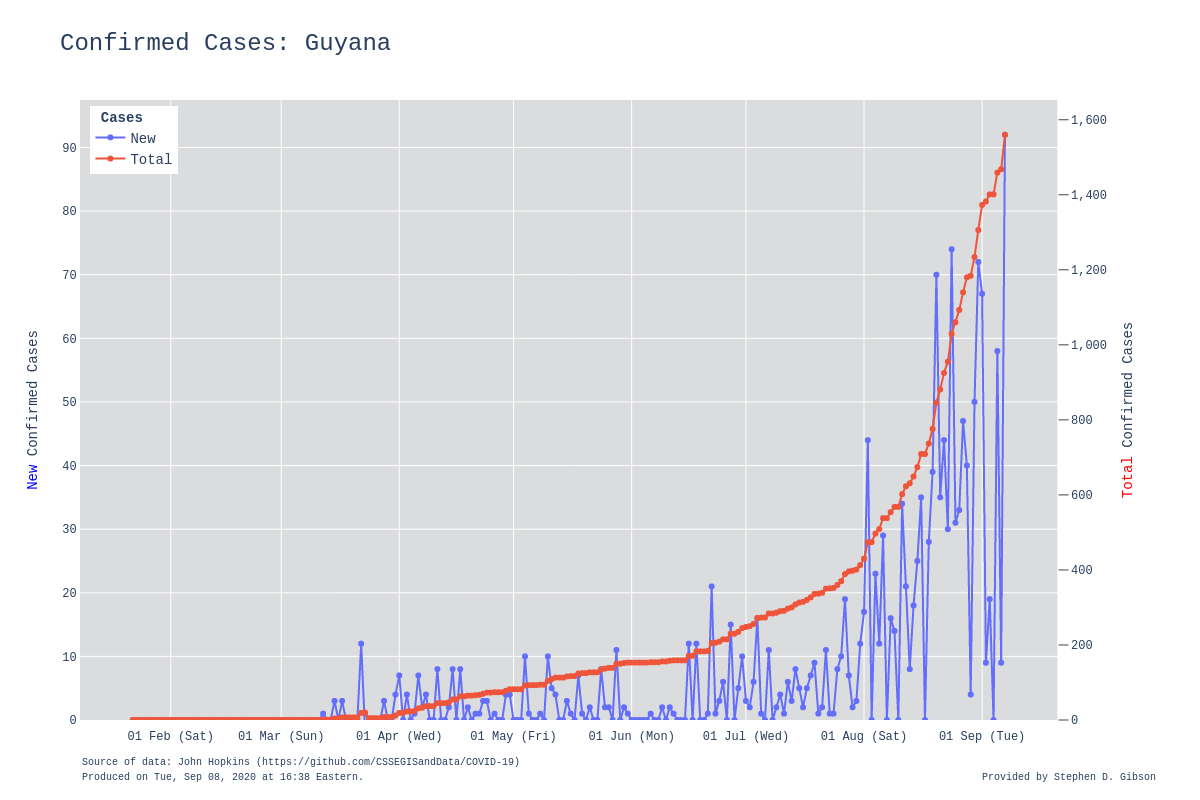 Confirmed Cases: Guyana
Cases
New
Total
90
80
70
60
50
40
30
20
10
0
1,600
1,400
1,200
1,000
800
600
400
200
0
New Confirmed Cases
Total Confirmed Cases
01 Feb (Sat) 01 Mar (Sun) 01 Apr (Wed) 01 May (Fri) 01 Jun (Mon) 01 Jul (Wed) 01 Aug (Sat) 01 Sep (Tue)
Source of data: John Hopkins (https://github.com/CSSEGISandData/COVID-19)
Produced on Tue, Sep 08, 2020 at 16:38 Eastern.
Provided by Stephen D. Gibson